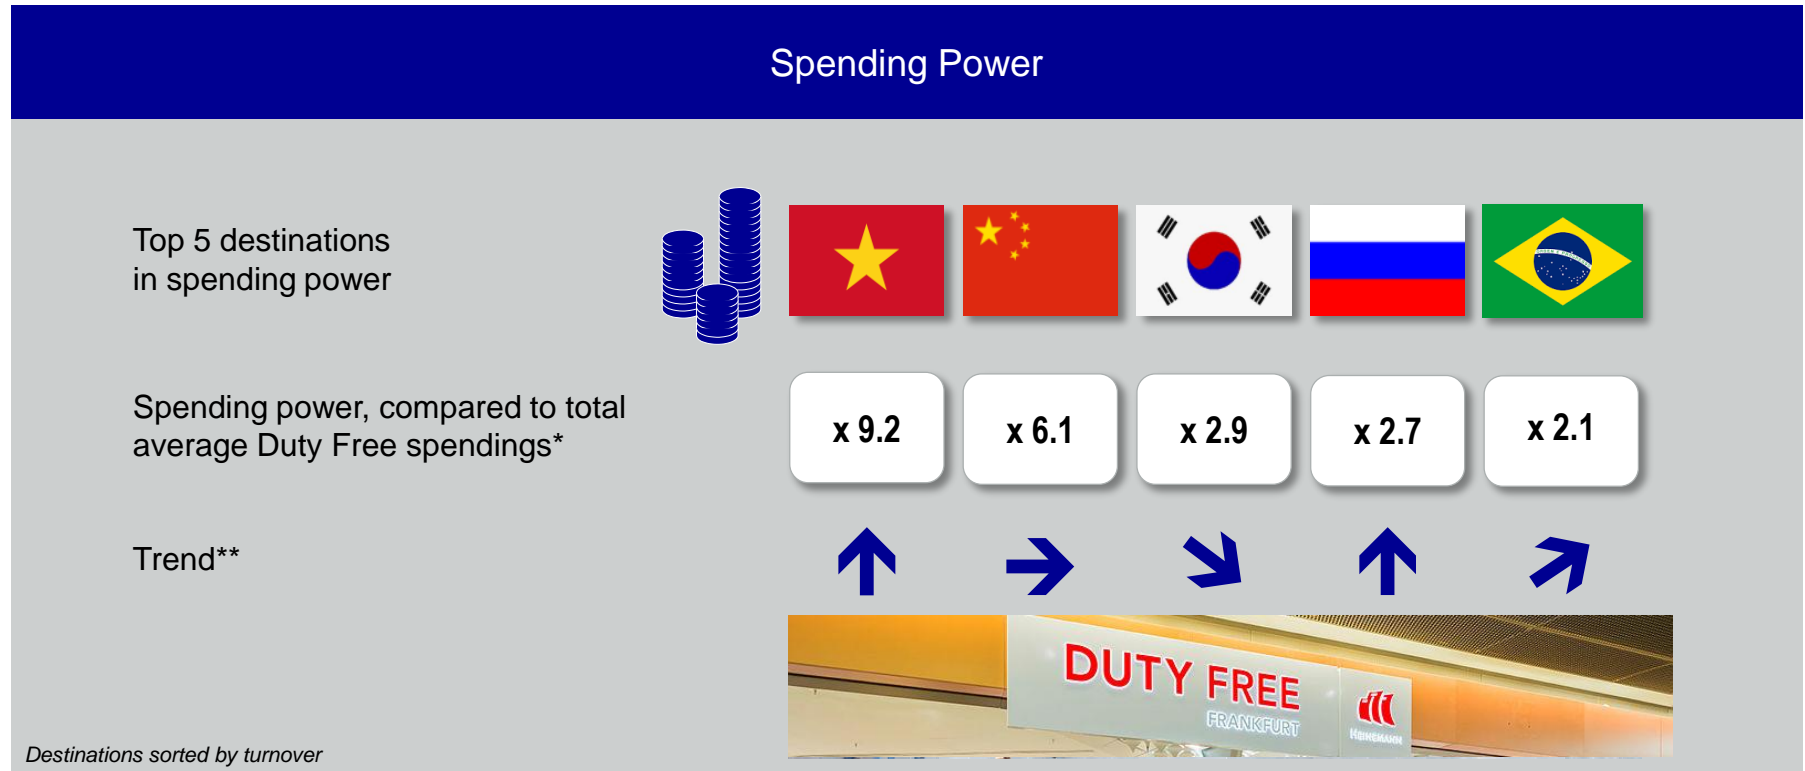 Spending Power
Top 5 destinations
in spending power
Spending power, compared to total
average Duty Free spendings*
x 9.2
x 6.1
x 2.9
x 2.7
x 2.1
Trend**
DUTY FREE
FRANKFURT
HEINEMANN
Destinations sorted by turnover